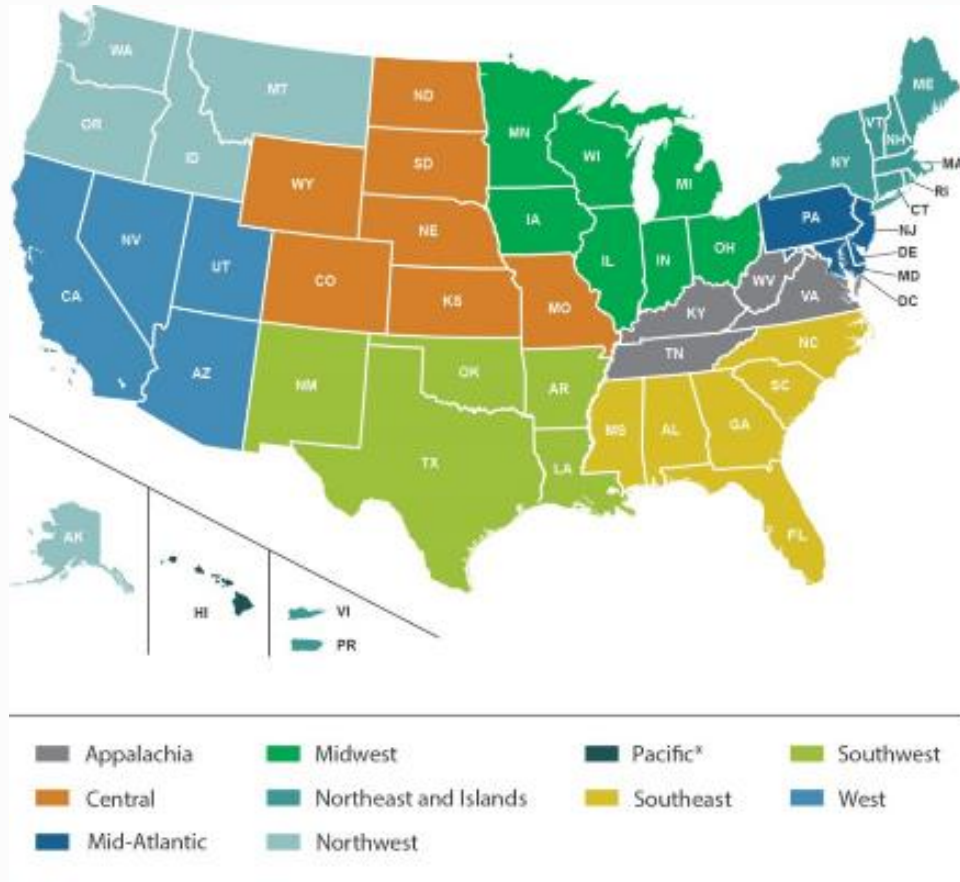 WA
MT
ND
MN
ME
VT
NH
OR
ID
SD
WI
NY
MA
WY
MI
RI
CT
IA
NE
PA
NJ
NV
UT
OH
DE
IL
IN
MD
CO
WV
DC
CA
KS
MO
KY
VA
TN
NC
AZ
NM
OK
AR
SC
MS
AL
GA
TX
LA
FL
AK
HI
VI
PR
Appalachia
Midwest
Pacific*
Southwest
Central
Northeast and Islands
Southeast
West
Mid-Atlantic
Northwest